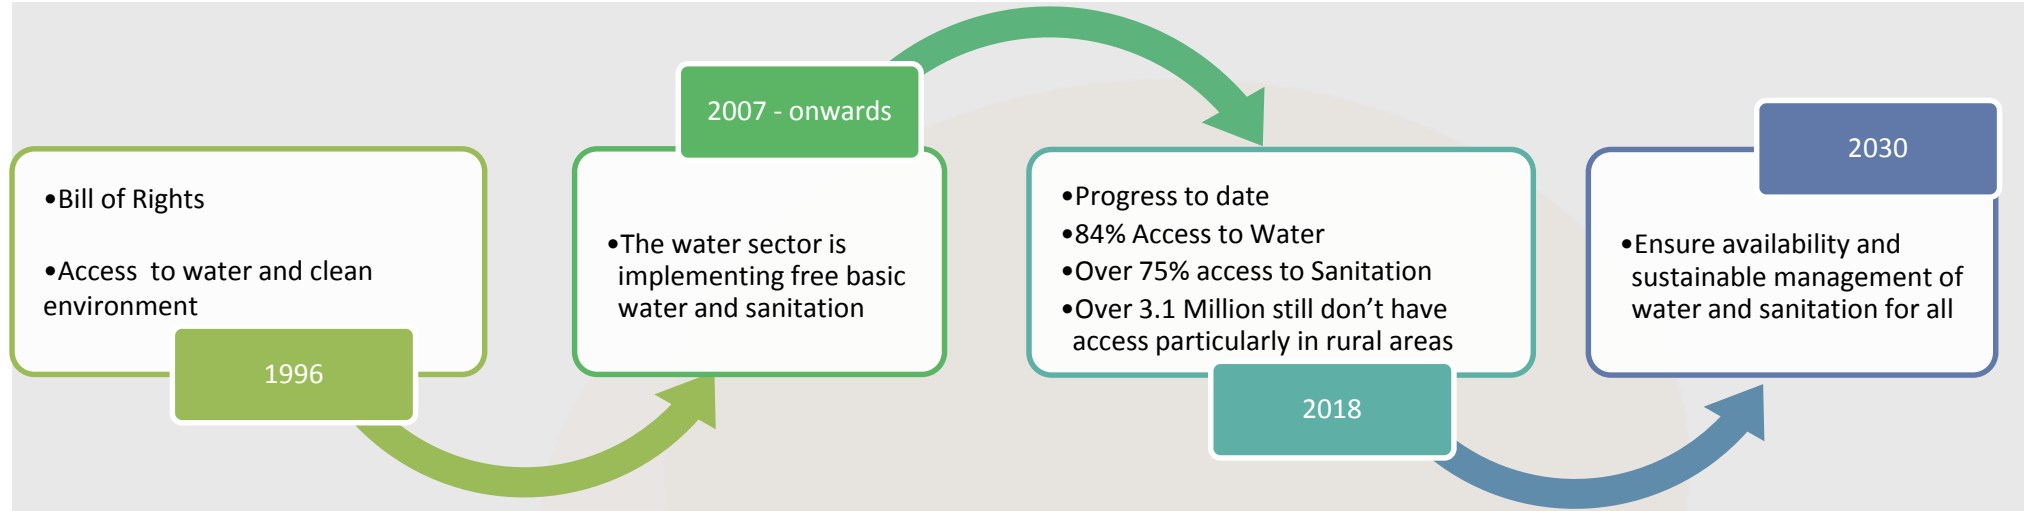 •Bill of Rights
•Access  to water and clean
environment
1996
2007 - onwards
•The water sector is
implementing free basic
water and sanitation
•Progress to date
•84% Access to Water
•Over 75% access to Sanitation
•Over 3.1 Million still don’t have
access particularly in rural areas
2018
2030
•Ensure availability and
sustainable management of
water and sanitation for all